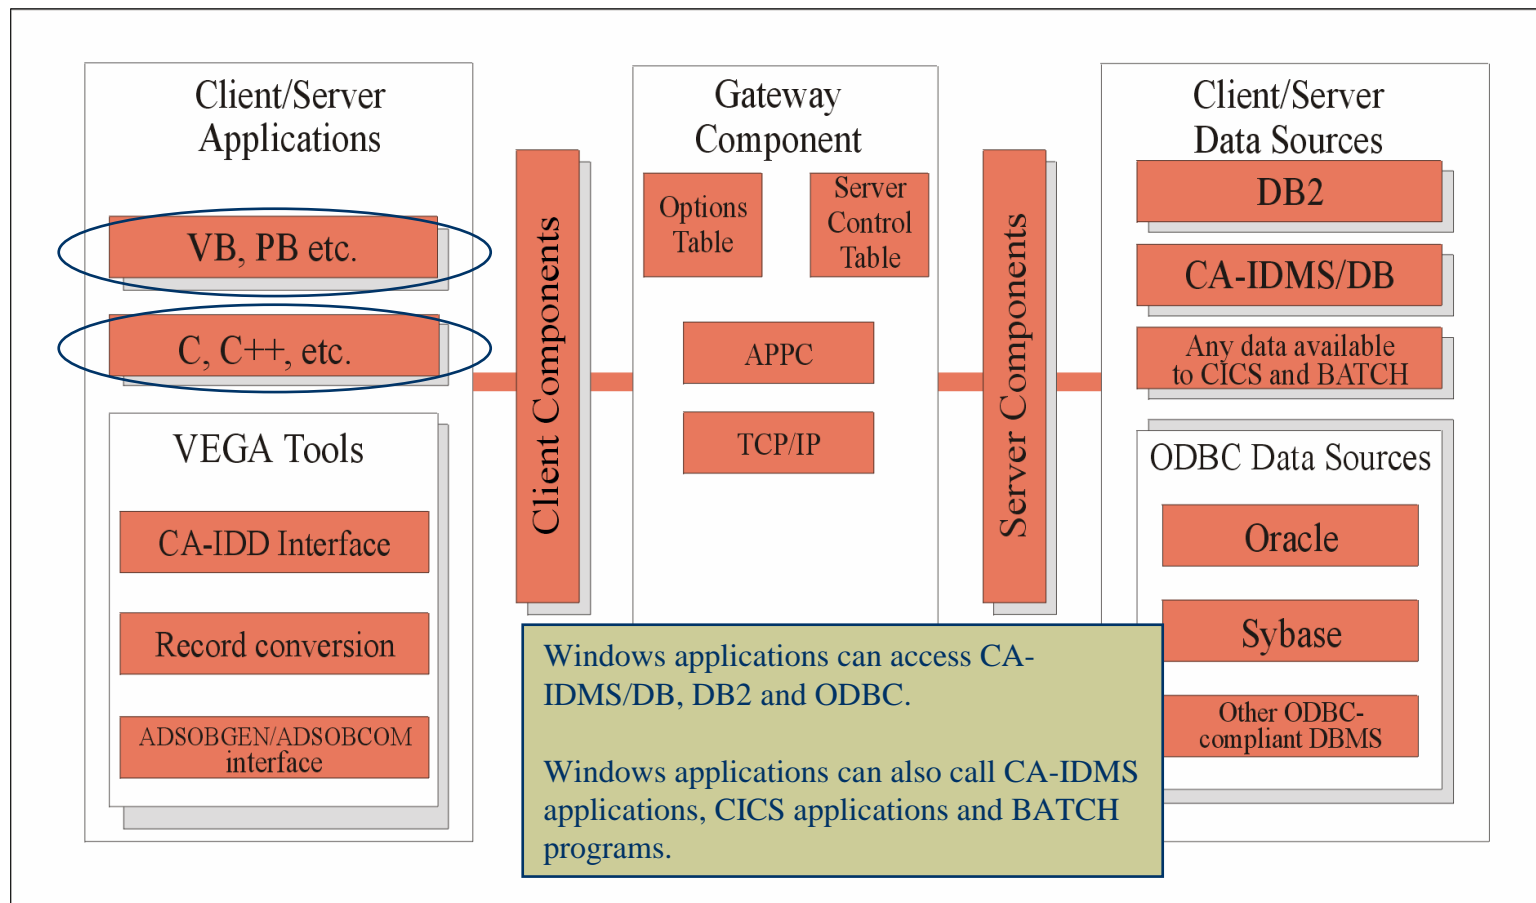 Client/Server
Applications
VB, PB etc.
C, C++, etc.
VEGA Tools
CA-IDD Interface
Record conversion
ADSOBGEN/ADSOBCOM
interface
Client Components
Gateway
Component
Options
Table
Server
Control
Table
APPC
TCP/IP
Server Components
Client/Server
Data Sources
DB2
CA-IDMS/DB
Any data available
to CICS and BATCH
ODBC Data Sources
Oracle
Sybase
Other ODBC-
compliant DBMS
Windows applications can access CA-
IDMS/DB, DB2 and ODBC.
Windows applications can also call CA-IDMS
applications, CICS applications and BATCH
programs.